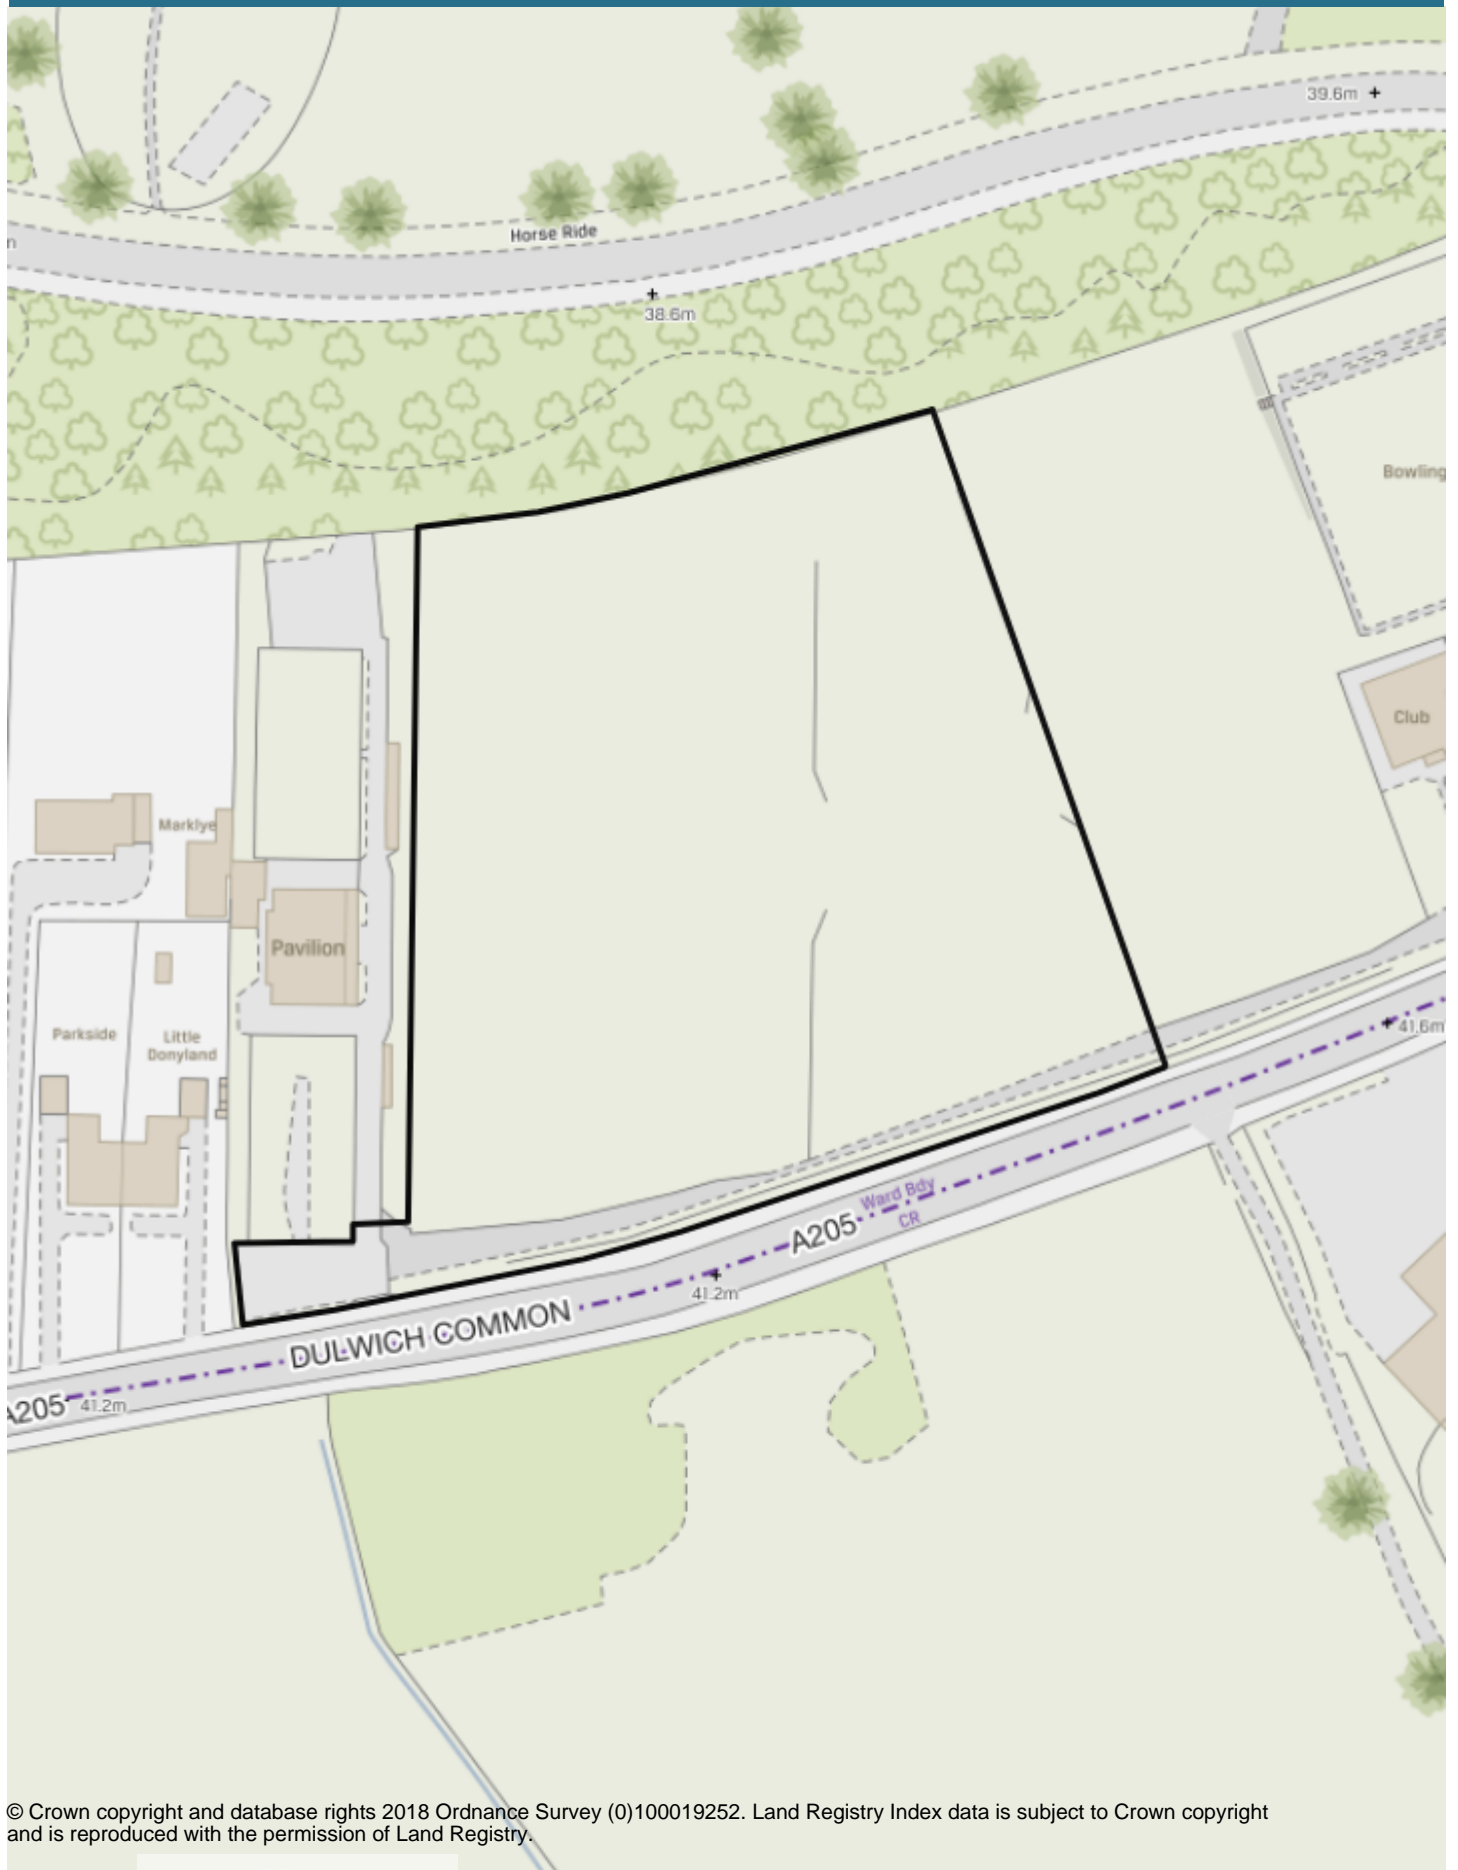 39.6m
Horse Ride
38.6m
Bowling
Club
Marklye
Pavilion
Parkside
Little
Donyland
41.6m
Ward Bdy
CR
A205
41.2m
DULWICH COMMON
A205
41.2m
© Crown copyright and database rights 2018 Ordnance Survey (0)100019252. Land Registry Index data is subject to Crown copyright
and is reproduced with the permission of Land Registry.